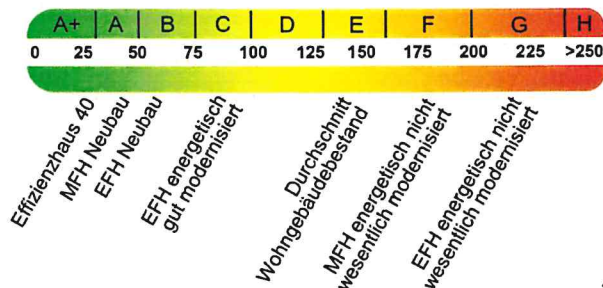 A+ A B C D E F G H
0 25 50 75 100 125 150 175 200 225 >250
Effizienzhaus 40
MFH Neubau
EFH Neubau
EFH energetisch
gut modernisiert
Durchschnitt
Wohngebäudebestand
MFH energetisch nicht
wesentlich modernisiert
EFH energetisch nicht
wesentlich modernisiert